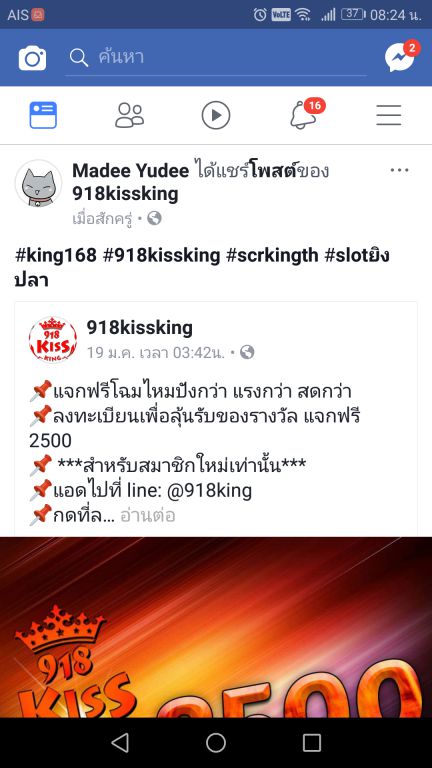 AIS 37 08:24 น.
ค้นหา
2
16
Madee Yudee ได้แชร์โพสต์ของ
918kissking
เมื่อสักครู่
#king168 #918kissking #scrkingth #slotยิง
ปลา
918 KISS KING
918kissking
19 ม.ค. เวลา 03:42น.
📌แจกฟรีโฉมไหมปังกว่า แรงกว่า สดกว่า
📌ลงทะเบียนเพื่อลุ้นรับของรางวัล แจกฟรี
2500
📌 ***สำหรับสมาชิกใหม่เท่านั้น***
📌แอดไปที่ line: @918king
📌กดที่ล... อ่านต่อ
918
KISS
2500